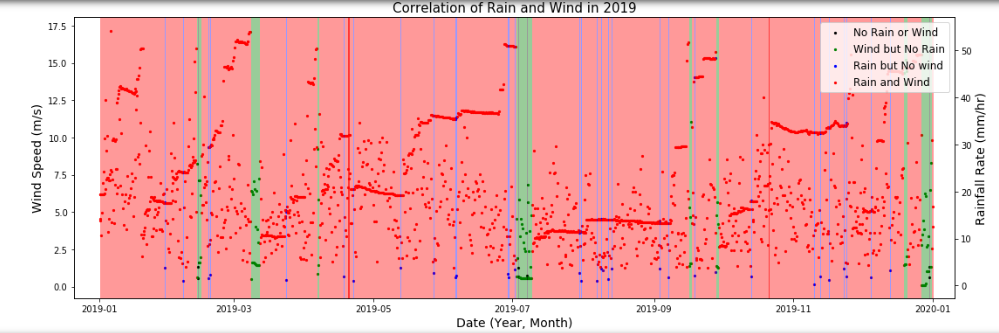 Correlation of Rain and Wind in 2019
17.5
15.0
12.5
10.0
7.5
5.0
2.5
0.0
Wind Speed (m/s)
No Rain or Wind
Wind but No Rain
Rain but No wind
Rain and Wind
50
40
30
20
10
0
Rainfall Rate (mm/hr)
2019-01
2019-03
2019-05
2019-07
2019-09
2019-11
2020-01
Date (Year, Month)